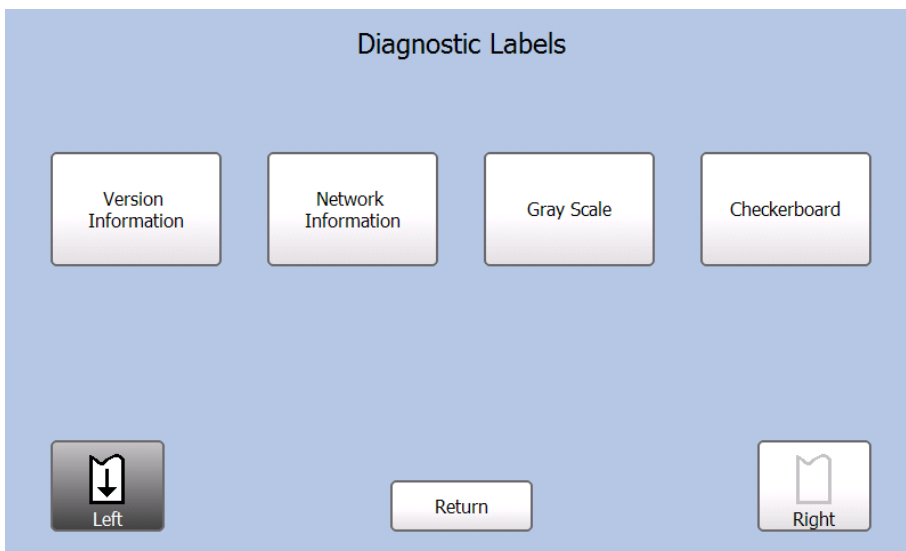 Diagnostic Labels
Version
Information
Network
Information
Gray Scale
Checkerboard
Left
Return
Right